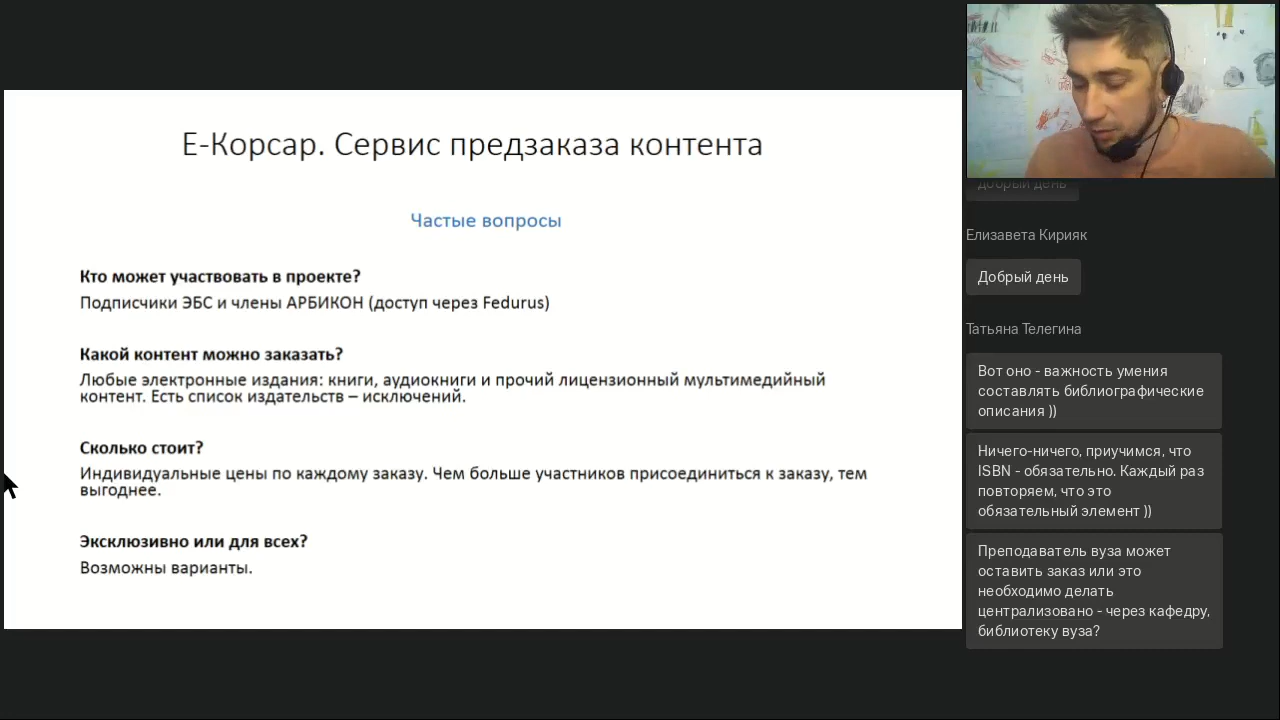 Е-Корсар. Сервис предзаказа контента
Частые вопросы
Кто может участвовать в проекте?
Подписчики ЭБС и члены АРБИКОН (доступ через Fedurus)
Какой контент можно заказать?
Любые электронные издания: книги, аудиокниги и прочий лицензионный мультимедийный
контент. Есть список издательств – исключений.
Сколько стоит?
Индивидуальные цены по каждому заказу. Чем больше участников присоединиться к заказу, тем
выгоднее.
Эксклюзивно или для всех?
Возможны варианты.
добрый день
Елизавета Кирияк
Добрый день
Татьяна Телегина
Вот оно - важность умения
составлять библиографические
описания ))
Ничего-ничего, приучимся, что
ISBN - обязательно. Каждый раз
повторяем, что это
обязательный элемент ))
Преподаватель вуза может
оставить заказ или это
необходимо делать
централизовано - через кафедру,
библиотеку вуза?